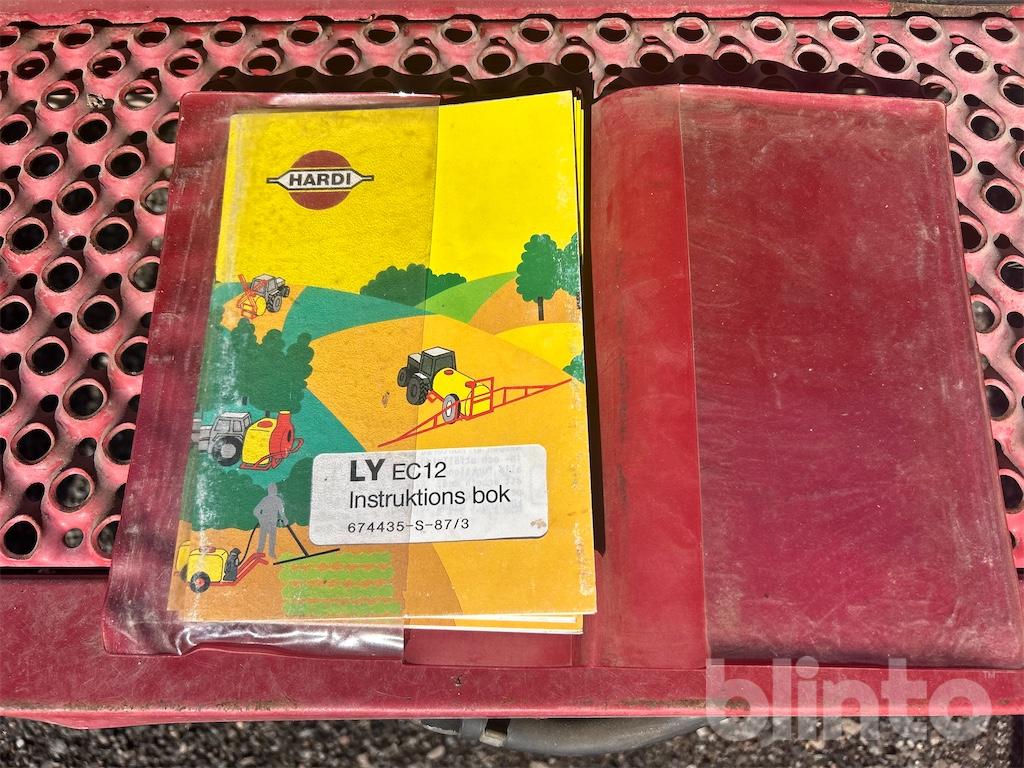 HARDI
LY EC12
Instruktions bok
674435-S-87/3
blinto